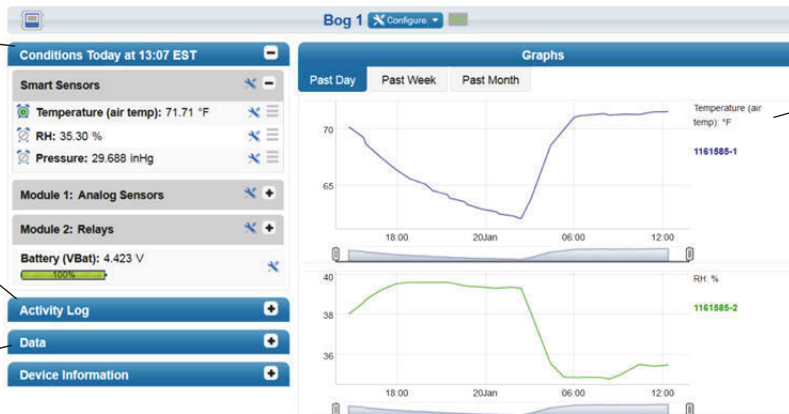 Bog 1 Configure
Conditions Today at 13:07 EST
Smart Sensors
Temperature (air temp): 71.71 °F
RH: 35.30 %
Pressure: 29.688 inHg
Module 1: Analog Sensors
Module 2: Relays
Battery (VBat): 4.423 V
100%
Activity Log
Data
Device Information
Graphs
Past Day Past Week Past Month
70
65
18:00 20Jan 06:00 12:00
Temperature (air
temp): °F
1161585-1
40
38
36
18:00 20Jan 06:00 12:00
RH: %
1161585-2